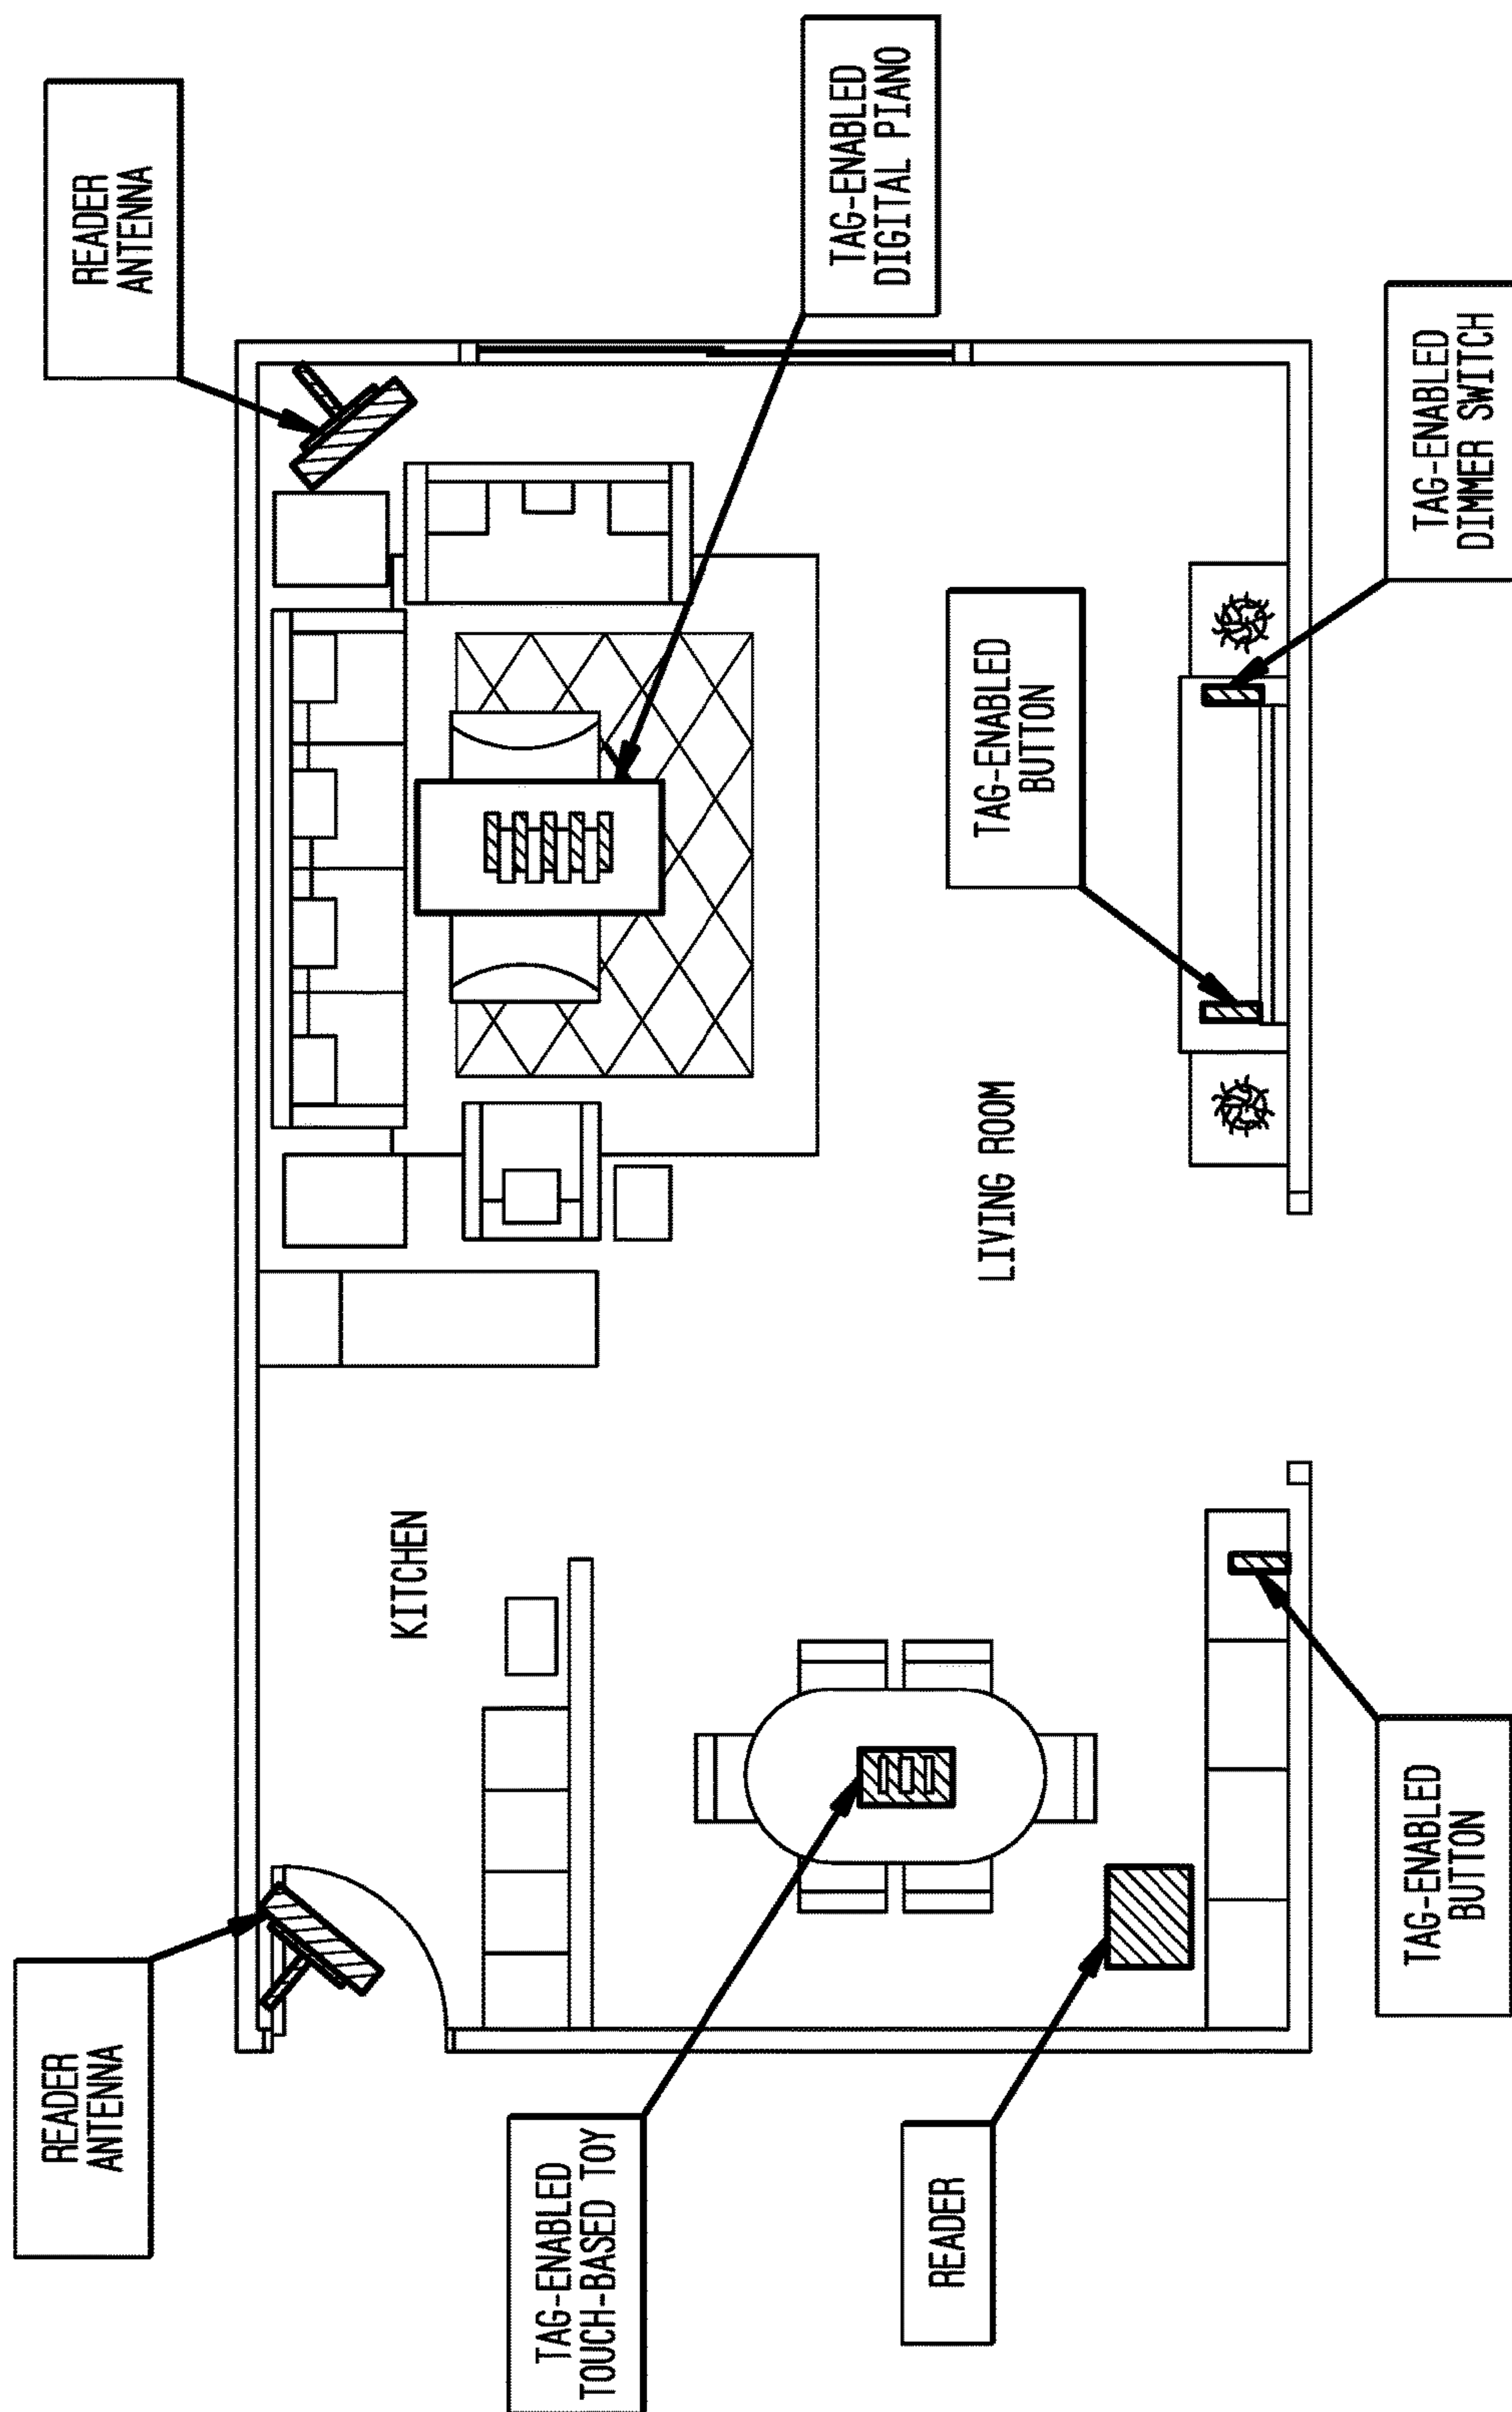 READER
ANTENNA
READER
ANTENNA
KITCHEN
TAG-ENABLED
TOUCH-BASED TOY
TAG-ENABLED
DIGITAL PIANO
READER
LIVING ROOM
TAG-ENABLED
BUTTON
TAG-ENABLED
BUTTON
TAG-ENABLED
DIMMER SWITCH